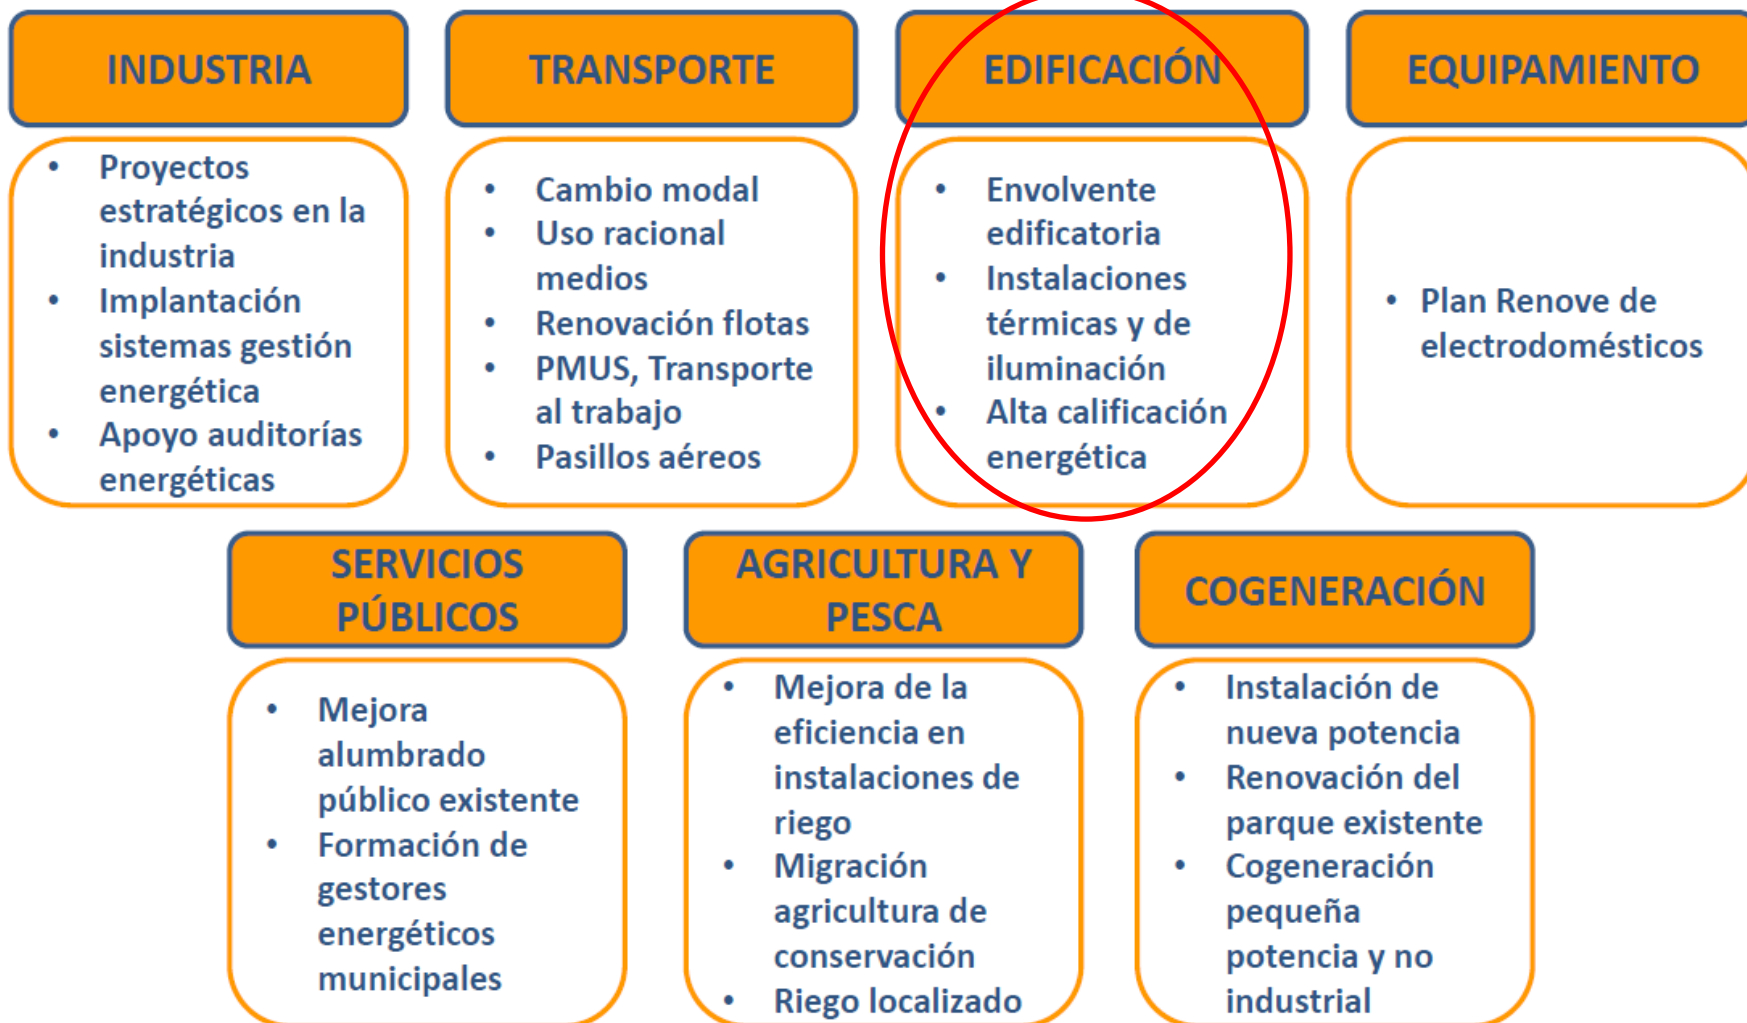 INDUSTRIA
• Proyectos
estratégicos en la
industria
• Implantación
sistemas gestión
energética
• Apoyo auditorías
energéticas
TRANSPORTE
• Cambio modal
• Uso racional
medios
• Renovación flotas
• PMUS, Transporte
al trabajo
• Pasillos aéreos
EDIFICACIÓN
• Envolvente
edificatoria
• Instalaciones
térmicas y de
iluminación
• Alta calificación
energética
EQUIPAMIENTO
• Plan Renove de
electrodomésticos
SERVICIOS
PÚBLICOS
• Mejora
alumbrado
público existente
• Formación de
gestores
energéticos
municipales
AGRICULTURA Y
PESCA
• Mejora de la
eficiencia en
instalaciones de
riego
• Migración
agricultura de
conservación
• Riego localizado
COGENERACIÓN
• Instalación de
nueva potencia
• Renovación del
parque existente
• Cogeneración
pequeña
potencia y no
industrial